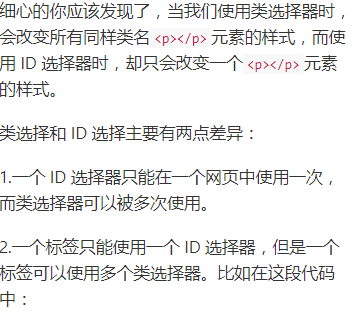 细心的你应该发现了，当我们使用类选择器时，
会改变所有同样类名 <p></p> 元素的样式，而使
用 ID 选择器时，却只会改变一个 <p></p> 元素
的样式。
类选择和 ID 选择主要有两点差异：
1.一个 ID 选择器只能在一个网页中使用一次，
而类选择器可以被多次使用。
2.一个标签只能使用一个 ID 选择器，但是一个
标签可以使用多个类选择器。比如在这段代码
中：